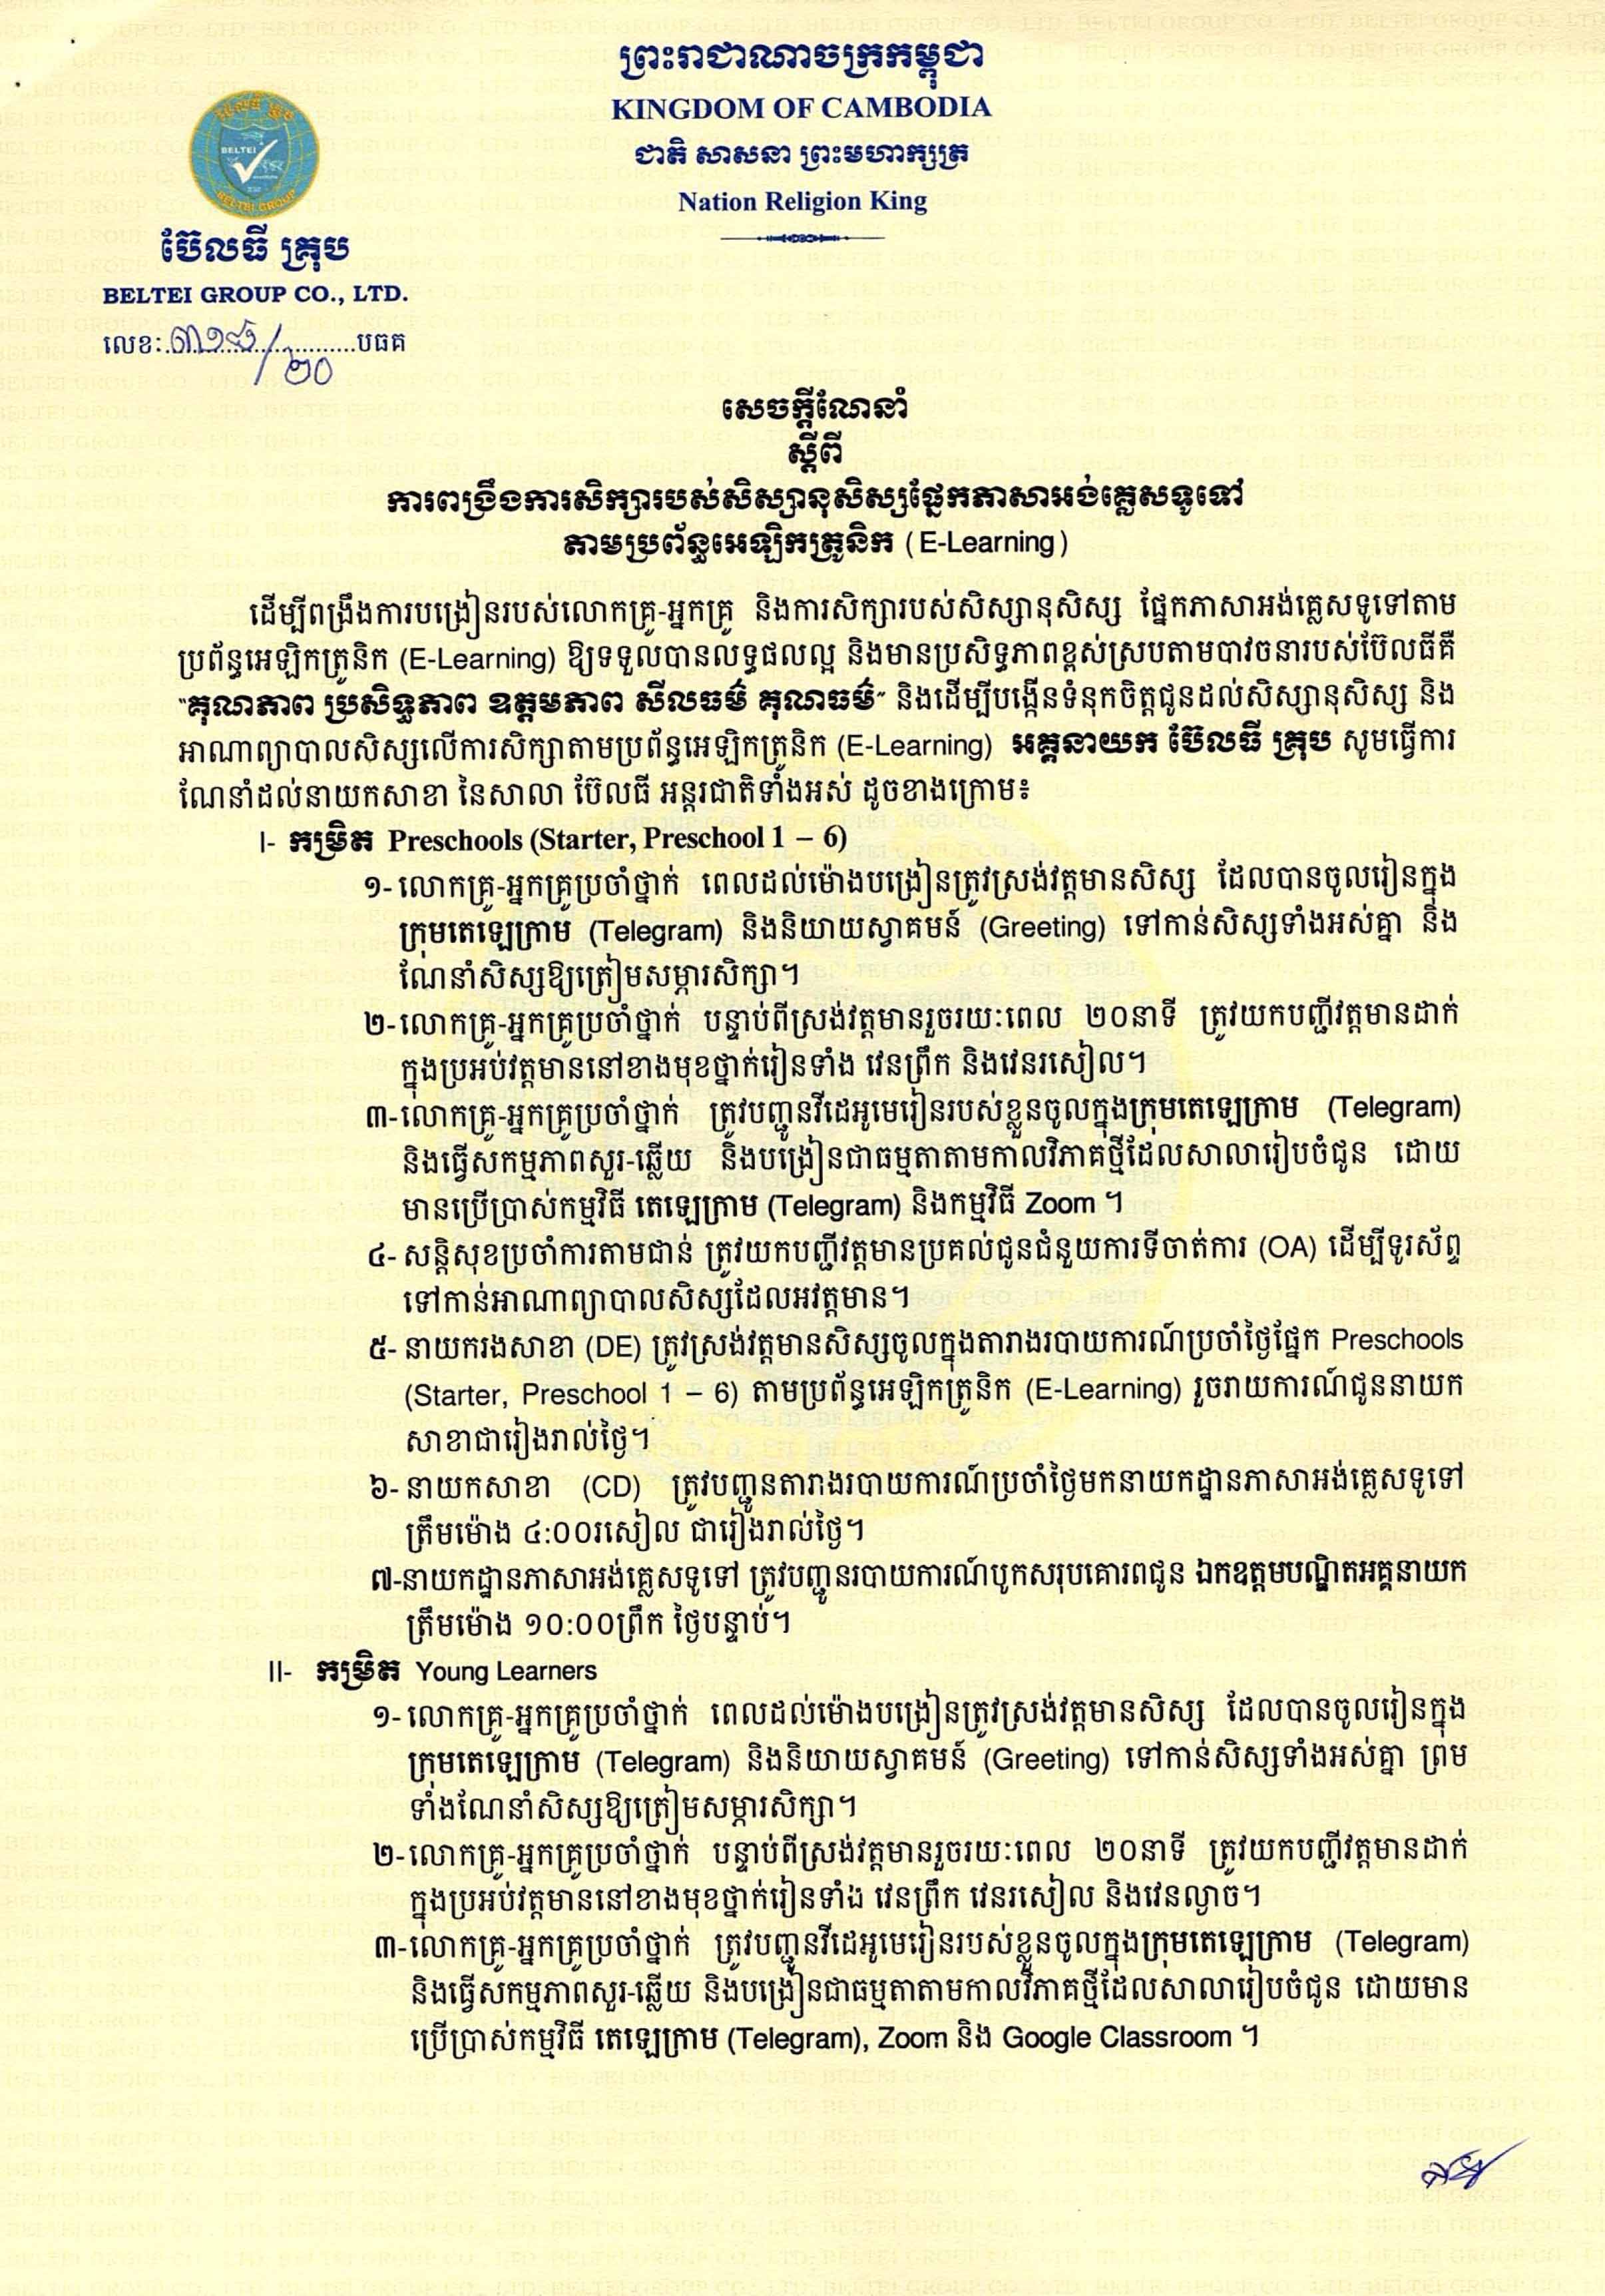 ព្រះរាជាណាចក្រកម្ពុជា
KINGDOM OF CAMBODIA
ជាតិ សាសនា ព្រះមហាក្សត្រ
Nation Religion King
BELTEI
BELTEI GROUP
ប៊ែលធី គ្រុប
BELTEI GROUP CO., LTD.
លេខ: /២០ បធគ
សេចក្តីណែនាំ
ស្តីពី
ការពង្រឹងការសិក្សារបស់សិស្សានុសិស្សផ្នែកភាសាអង់គ្លេសទូទៅ
តាមប្រព័ន្ធអេឡិកត្រូនិក (E-Learning)
ដើម្បីពង្រឹងការបង្រៀនរបស់លោកគ្រូ-អ្នកគ្រូ និងការសិក្សារបស់សិស្សានុសិស្ស ផ្នែកភាសាអង់គ្លេសទូទៅតាម
ប្រព័ន្ធអេឡិកត្រូនិក (E-Learning) ឱ្យទទួលបានលទ្ធផលល្អ និងមានប្រសិទ្ធភាពខ្ពស់ស្របតាមបាវចនារបស់ប៊ែលធីគឺ
"គុណភាព ប្រសិទ្ធភាព ឧត្តមភាព សីលធម៌ គុណធម៌" និងដើម្បីបង្កើនទំនុកចិត្តជូនដល់សិស្សានុសិស្ស និង
អាណាព្យាបាលសិស្សលើការសិក្សាតាមប្រព័ន្ធអេឡិកត្រូនិក (E-Learning) អគ្គនាយក ប៊ែលធី គ្រុប សូមធ្វើការ
ណែនាំដល់នាយកសាខា នៃសាលា ប៊ែលធី អន្តរជាតិទាំងអស់ ដូចខាងក្រោម៖
I- កម្រិត Preschools (Starter, Preschool 1 – 6)
១- លោកគ្រូ-អ្នកគ្រូប្រចាំថ្នាក់ ពេលដល់ម៉ោងបង្រៀនត្រូវស្រង់វត្តមានសិស្ស ដែលបានចូលរៀនក្នុង
ក្រុមតេឡេក្រាម (Telegram) និងនិយាយស្វាគមន៍ (Greeting) ទៅកាន់សិស្សទាំងអស់គ្នា និង
ណែនាំសិស្សឱ្យត្រៀមសម្ភារសិក្សា។
២- លោកគ្រូ-អ្នកគ្រូប្រចាំថ្នាក់ បន្ទាប់ពីស្រង់វត្តមានរួចរយៈពេល ២០នាទី ត្រូវយកបញ្ជីវត្តមានដាក់
ក្នុងប្រអប់វត្តមាននៅខាងមុខថ្នាក់រៀនទាំង វេនព្រឹក និងវេនរសៀល។
៣- លោកគ្រូ-អ្នកគ្រូប្រចាំថ្នាក់ ត្រូវបញ្ជូនវីដេអូមេរៀនរបស់ខ្លួនចូលក្នុងក្រុមតេឡេក្រាម (Telegram)
និងធ្វើសកម្មភាពសួរ-ឆ្លើយ និងបង្រៀនជាធម្មតាតាមកាលវិភាគថ្មីដែលសាលារៀបចំជូន ដោយ
មានប្រើប្រាស់កម្មវិធី តេឡេក្រាម (Telegram) និងកម្មវិធី Zoom ។
៤- សន្តិសុខប្រចាំការតាមជាន់ ត្រូវយកបញ្ជីវត្តមានប្រគល់ជូនជំនួយការទីចាត់ការ (OA) ដើម្បីទូរស័ព្ទ
ទៅកាន់អាណាព្យាបាលសិស្សដែលអវត្តមាន។
៥- នាយករងសាខា (DE) ត្រូវស្រង់វត្តមានសិស្សចូលក្នុងតារាងរបាយការណ៍ប្រចាំថ្ងៃផ្នែក Preschools
(Starter, Preschool 1 – 6) តាមប្រព័ន្ធអេឡិកត្រូនិក (E-Learning) រួចរាយការណ៍ជូននាយក
សាខាជារៀងរាល់ថ្ងៃ។
៦- នាយកសាខា (CD) ត្រូវបញ្ជូនតារាងរបាយការណ៍ប្រចាំថ្ងៃមកនាយកដ្ឋានភាសាអង់គ្លេសទូទៅ
ត្រឹមម៉ោង ៤:០០រសៀល ជារៀងរាល់ថ្ងៃ។
៧-នាយកដ្ឋានភាសាអង់គ្លេសទូទៅ ត្រូវបញ្ជូនរបាយការណ៍បូកសរុបគោរពជូន ឯកឧត្តមបណ្ឌិតអគ្គនាយក
ត្រឹមម៉ោង ១០:០០ព្រឹក ថ្ងៃបន្ទាប់។
II- កម្រិត Young Learners
១- លោកគ្រូ-អ្នកគ្រូប្រចាំថ្នាក់ ពេលដល់ម៉ោងបង្រៀនត្រូវស្រង់វត្តមានសិស្ស ដែលបានចូលរៀនក្នុង
ក្រុមតេឡេក្រាម (Telegram) និងនិយាយស្វាគមន៍ (Greeting) ទៅកាន់សិស្សទាំងអស់គ្នា ព្រម
ទាំងណែនាំសិស្សឱ្យត្រៀមសម្ភារសិក្សា។
២- លោកគ្រូ-អ្នកគ្រូប្រចាំថ្នាក់ បន្ទាប់ពីស្រង់វត្តមានរួចរយៈពេល ២០នាទី ត្រូវយកបញ្ជីវត្តមានដាក់
ក្នុងប្រអប់វត្តមាននៅខាងមុខថ្នាក់រៀនទាំង វេនព្រឹក វេនរសៀល និងវេនល្ងាច។
៣- លោកគ្រូ-អ្នកគ្រូប្រចាំថ្នាក់ ត្រូវបញ្ជូនវីដេអូមេរៀនរបស់ខ្លួនចូលក្នុងក្រុមតេឡេក្រាម (Telegram)
និងធ្វើសកម្មភាពសួរ-ឆ្លើយ និងបង្រៀនជាធម្មតាតាមកាលវិភាគថ្មីដែលសាលារៀបចំជូន ដោយមាន
ប្រើប្រាស់កម្មវិធី តេឡេក្រាម (Telegram), Zoom និង Google Classroom ។